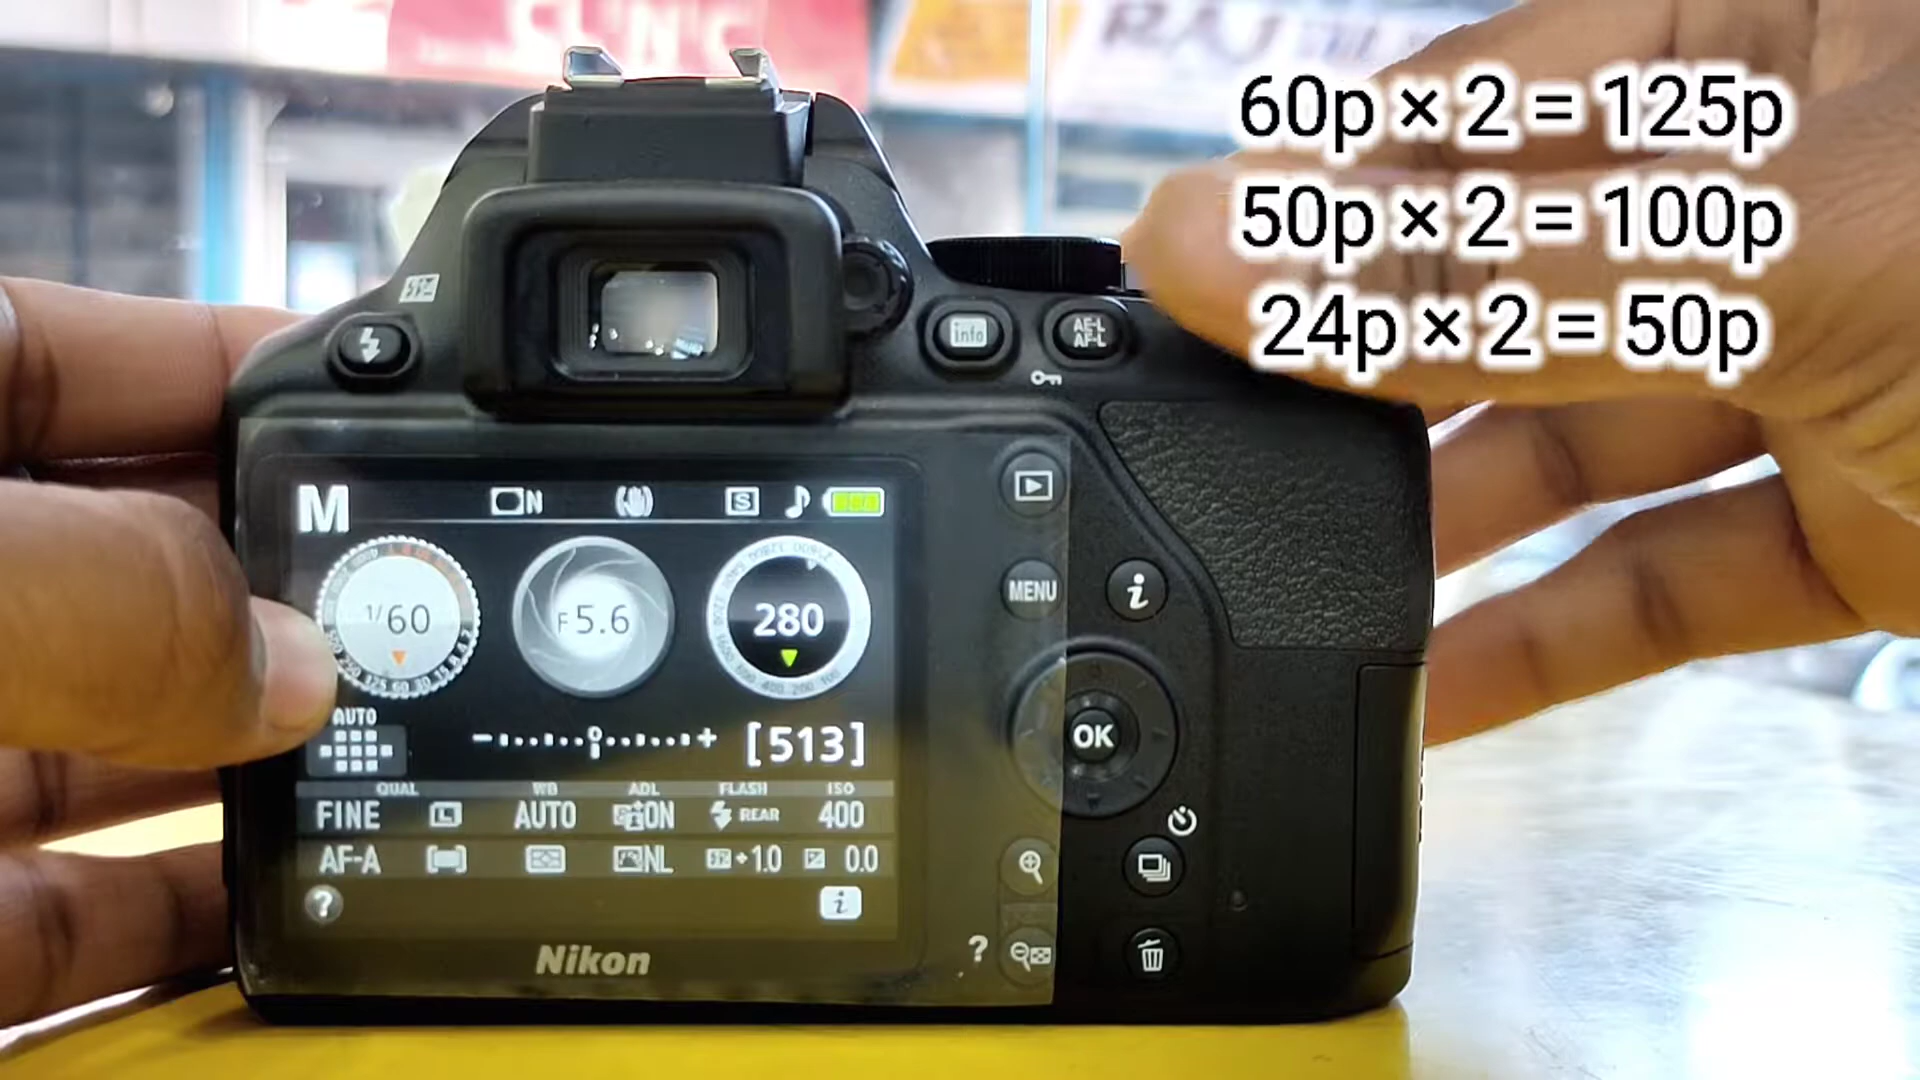 60p × 2 = 125p
50p × 2 = 100p
24p × 2 = 50p
info
AE-L
AF-L
M
N
S
1/60
F5.6
280
AUTO
- +
[513]
QUAL WB ADL FLASH ISO
FINE L AUTO ON REAR 400
AF-A NL +1.0 0.0
? i
Nikon
MENU
i
OK
?